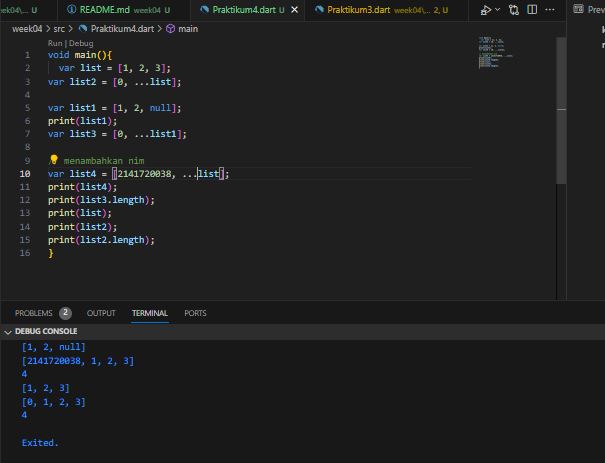 eek04\... U README.md week04 U Praktikum4.dart U Praktikum3.dart week04\... 2, U Prev
week04 > src > Praktikum4.dart > main
Run | Debug
1 void main(){
2 var list = [1, 2, 3];
3 var list2 = [0, ...list];
4
5 var list1 = [1, 2, null];
6 print(list1);
7 var list3 = [0, ...list1];
8
9 // menambahkan nim
10 var list4 = [2141720038, ...list];
11 print(list4);
12 print(list3.length);
13 print(list);
14 print(list2);
15 print(list2.length);
16 }
PROBLEMS 2 OUTPUT TERMINAL PORTS
DEBUG CONSOLE
[1, 2, null]
[2141720038, 1, 2, 3]
4
[1, 2, 3]
[0, 1, 2, 3]
4
Exited.